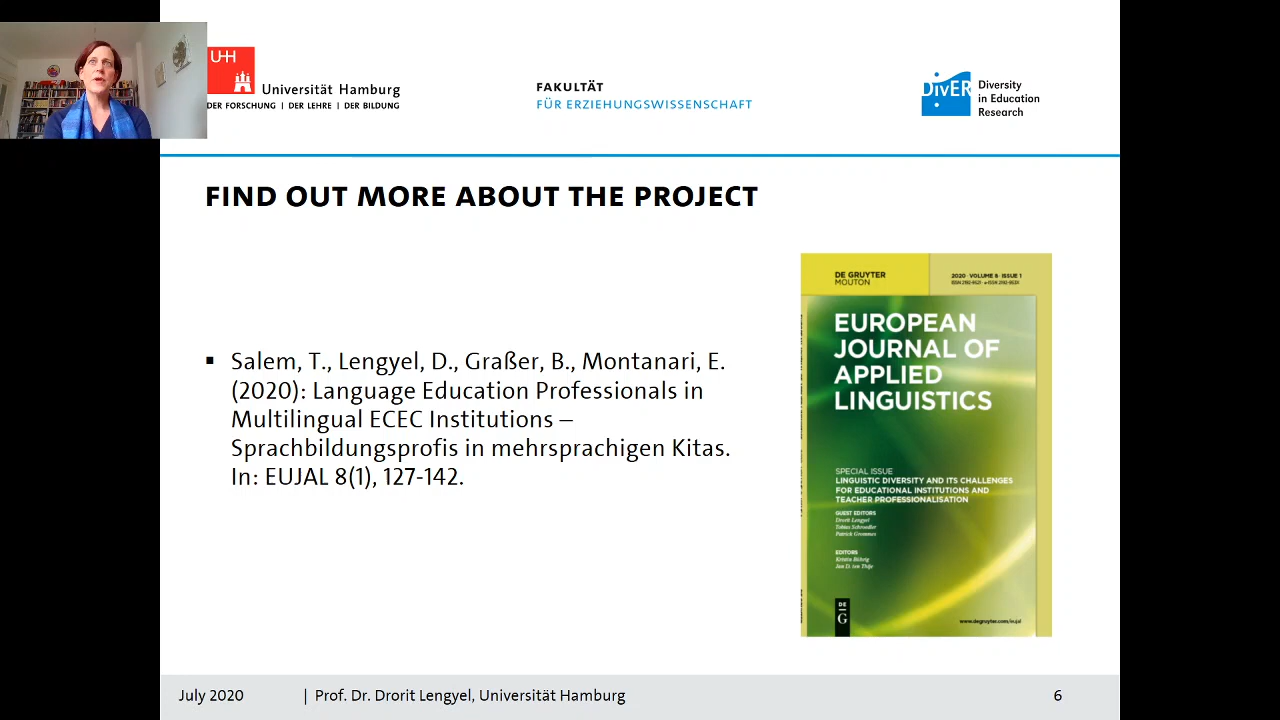 UHH
Universität Hamburg
DER FORSCHUNG | DER LEHRE | DER BILDUNG
FAKULTÄT
FÜR ERZIEHUNGSWISSENSCHAFT
DivER
Diversity
in Education
Research
FIND OUT MORE ABOUT THE PROJECT
▪ Salem, T., Lengyel, D., Graßer, B., Montanari, E.
(2020): Language Education Professionals in
Multilingual ECEC Institutions –
Sprachbildungsprofis in mehrsprachigen Kitas.
In: EUJAL 8(1), 127-142.
DE GRUYTER
MOUTON
2020 · VOLUME 8 · ISSUE 1
EUROPEAN
JOURNAL OF
APPLIED
LINGUISTICS
SPECIAL ISSUE
LINGUISTIC DIVERSITY AND ITS CHALLENGES
FOR EDUCATIONAL INSTITUTIONS AND
TEACHER PROFESSIONALISATION
GUEST EDITORS
Drorit Lengyel
Tobias Schroedler
Patrick Grommes
EDITORS
Kristin Bührig
Jan D. ten Thije
DE
G
www.degruyter.com/eujal
July 2020 | Prof. Dr. Drorit Lengyel, Universität Hamburg 6